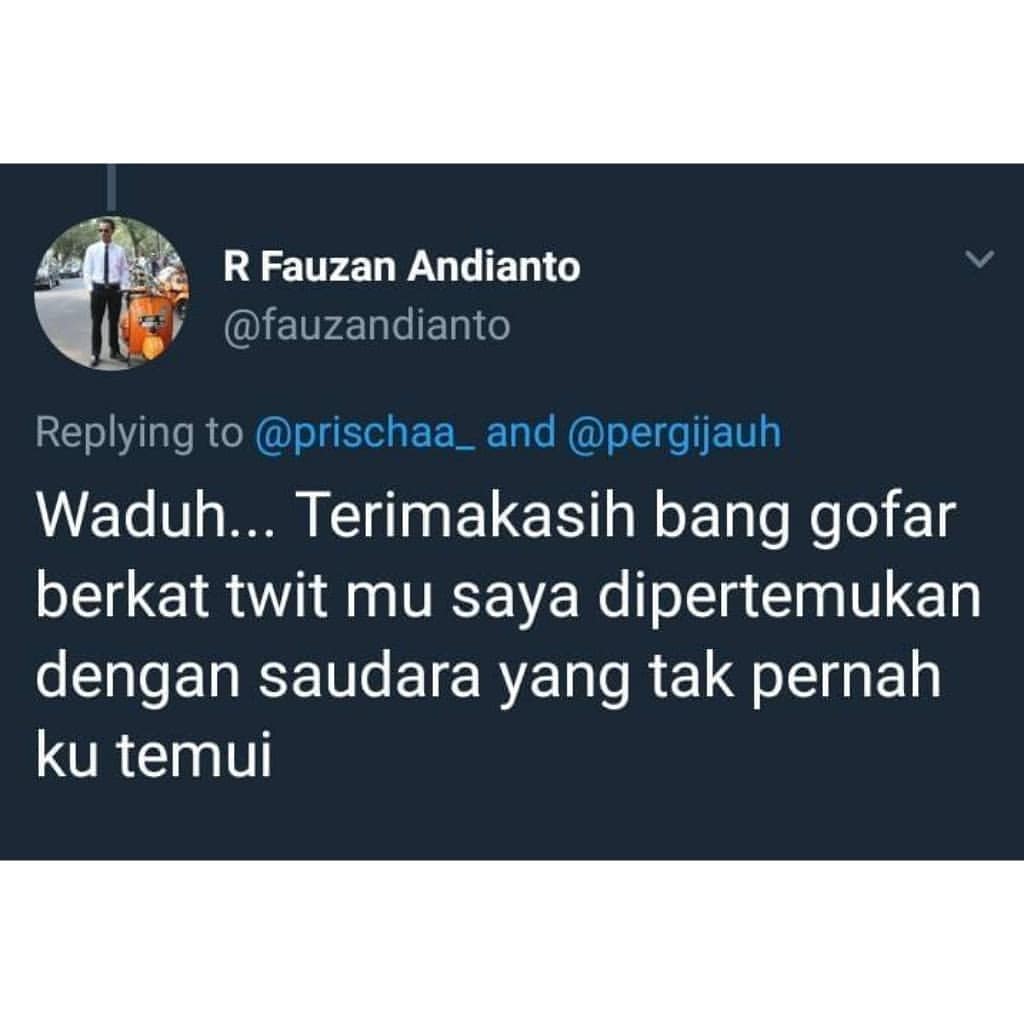 R Fauzan Andianto
@fauzandianto
Replying to @prischaa_ and @pergijauh
Waduh... Terimakasih bang gofar
berkat twit mu saya dipertemukan
dengan saudara yang tak pernah
ku temui